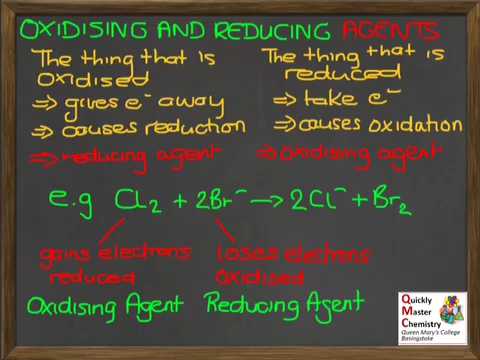 OXIDISING AND REDUCING AGENTS
The thing that is
oxidised
⇒ gives e⁻ away
⇒ causes reduction
⇒ reducing agent
The thing that is
reduced
⇒ take e⁻
⇒ causes oxidation
⇒ oxidising agent
e.g Cl₂ + 2Br⁻ → 2Cl⁻ + Br₂
gains electrons
reduced
Oxidising Agent
loses electrons
oxidised
Reducing Agent
Quickly
Master
Chemistry
Queen Mary's College
Basingstoke